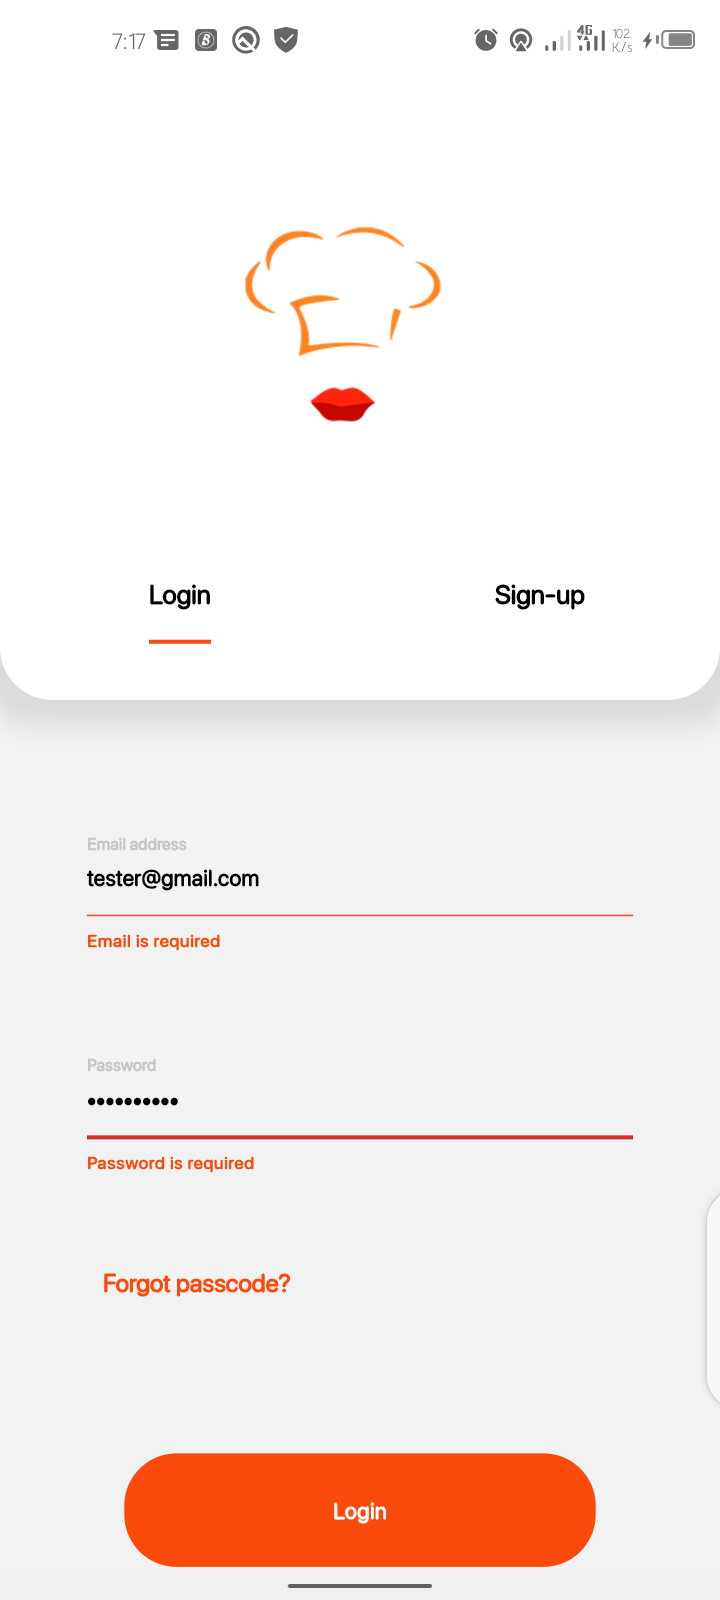 7:17
4G
102
K/s
Login
Sign-up
Email address
tester@gmail.com
Email is required
Password
••••••••••
Password is required
Forgot passcode?
Login